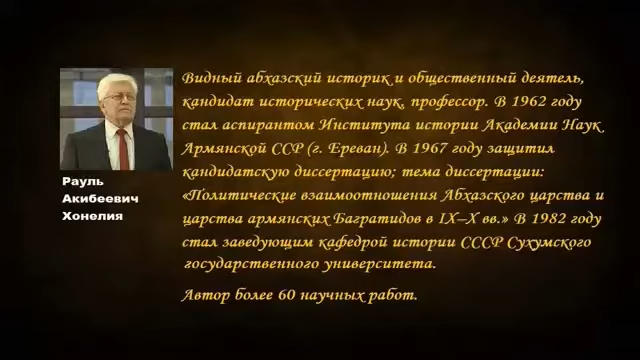 Видный абхазский историк и общественный деятель,
кандидат исторических наук, профессор. В 1962 году
стал аспирантом Института истории Академии Наук
Армянской ССР (г. Ереван). В 1967 году защитил
кандидатскую диссертацию; тема диссертации:
«Политические взаимоотношения Абхазского царства и
царства армянских Багратидов в IX–X вв.» В 1982 году
стал заведующим кафедрой истории СССР Сухумского
государственного университета.
Автор более 60 научных работ.
Рауль
Акибеевич
Хонелия